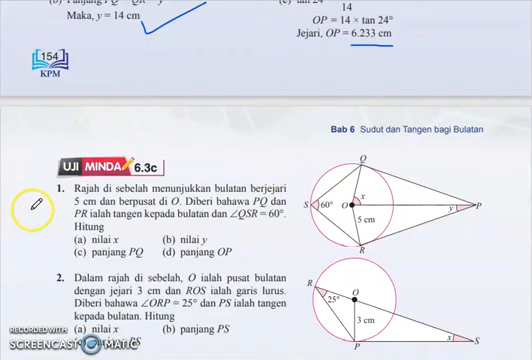 Maka, y = 14 cm
14
OP = 14 × tan 24°
Jejari, OP = 6.233 cm
154
KPM
Bab 6 Sudut dan Tangen bagi Bulatan
UJI MINDA 6.3c
1. Rajah di sebelah menunjukkan bulatan berjejari
5 cm dan berpusat di O. Diberi bahawa PQ dan
PR ialah tangen kepada bulatan dan ∠QSR = 60°.
Hitung
(a) nilai x (b) nilai y
(c) panjang PQ (d) panjang OP
Q
S 60° O x
5 cm
y P
R
2. Dalam rajah di sebelah, O ialah pusat bulatan
dengan jejari 3 cm dan ROS ialah garis lurus.
Diberi bahawa ∠ORP = 25° dan PS ialah tangen
kepada bulatan. Hitung
(a) nilai x (b) panjang PS
R
25° O
3 cm
x S
P
RECORDED WITH
SCREENCAST MATIC